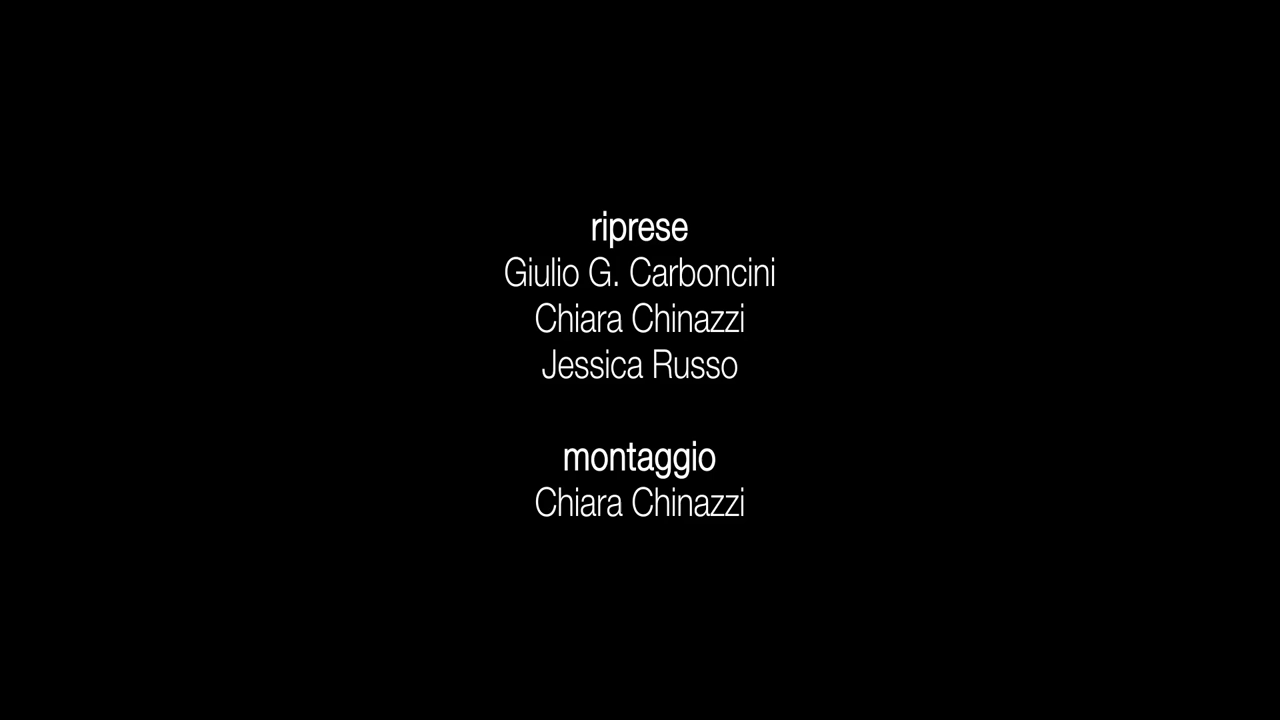 riprese
Giulio G. Carboncini
Chiara Chinazzi
Jessica Russo
montaggio
Chiara Chinazzi